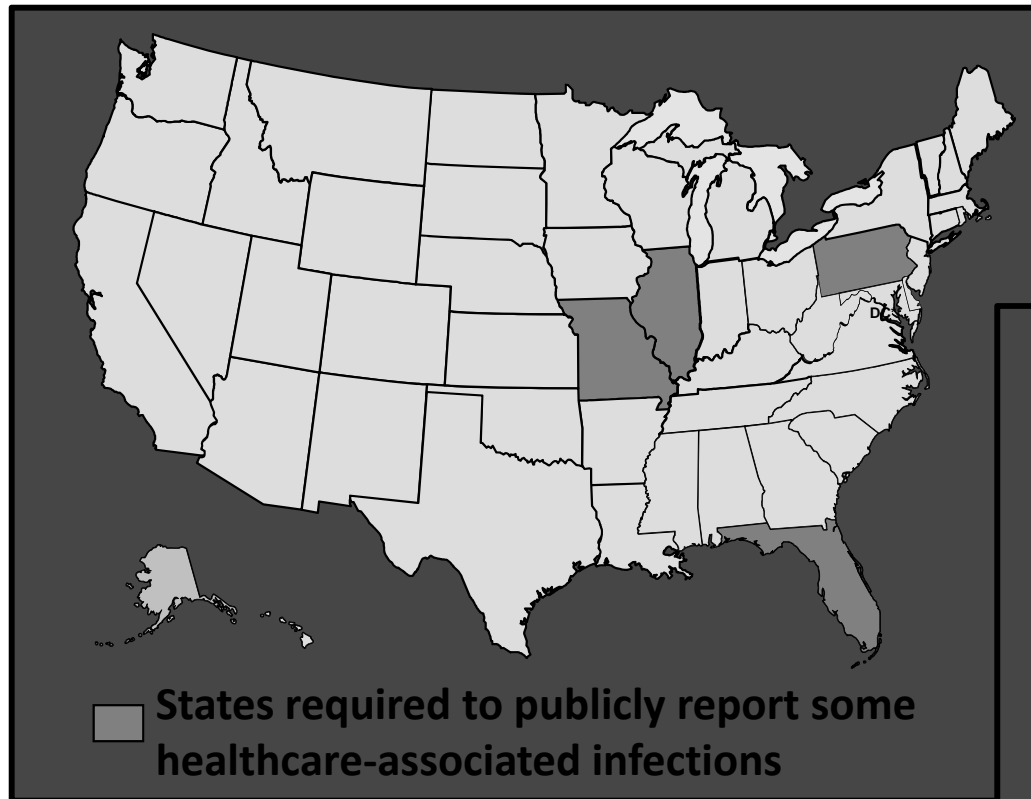 DC
States required to publicly report some
healthcare-associated infections